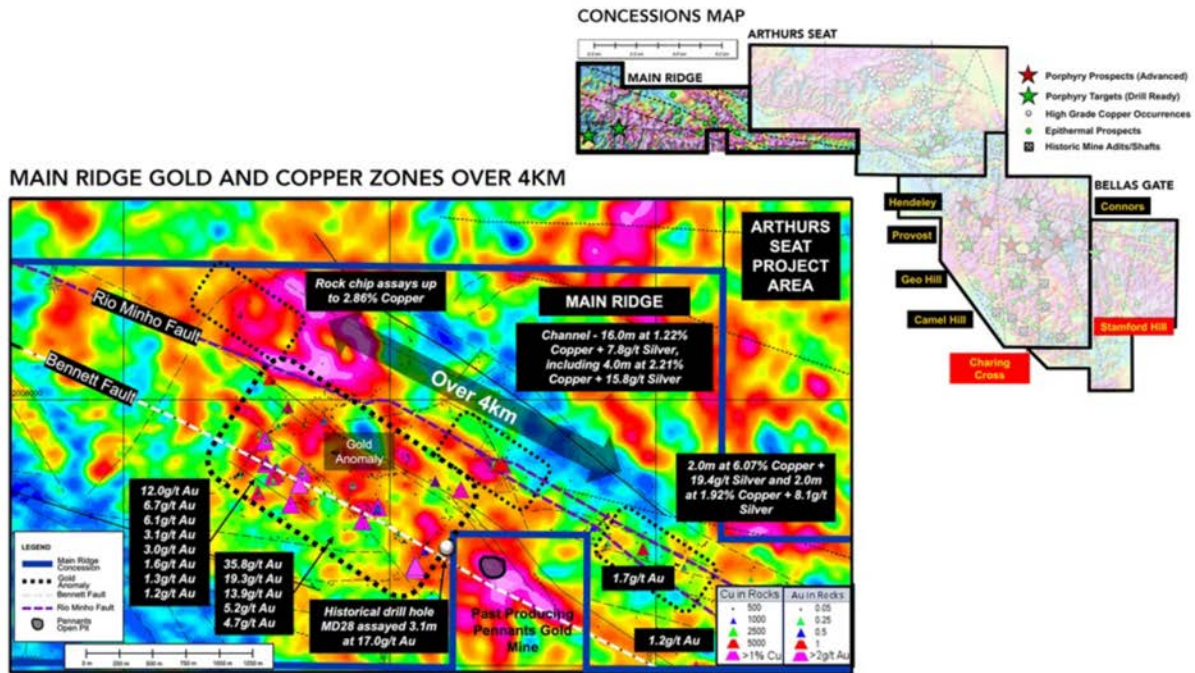 CONCESSIONS MAP
ARTHURS SEAT
MAIN RIDGE
Porphyry Prospects (Advanced)
Porphyry Targets (Drill Ready)
High Grade Copper Occurrences
Epithermal Prospects
Historic Mine Adits/Shafts
BELLAS GATE
Hendeley
Connors
Provost
Geo Hill
Camel Hill
Stamford Hill
Charing
Cross
MAIN RIDGE GOLD AND COPPER ZONES OVER 4KM
ARTHURS
SEAT
PROJECT
AREA
Rock chip assays up
to 2.86% Copper
MAIN RIDGE
Channel - 16.0m at 1.22%
Copper + 7.8g/t Silver,
including 4.0m at 2.21%
Copper + 15.8g/t Silver
Rio Minho Fault
Bennett Fault
Over 4km
Gold
Anomaly
2.0m at 6.07% Copper +
19.4g/t Silver and 2.0m
at 1.92% Copper + 8.1g/t
Silver
12.0g/t Au
6.7g/t Au
6.1g/t Au
3.1g/t Au
3.0g/t Au
1.6g/t Au
1.3g/t Au
1.2g/t Au
35.8g/t Au
19.3g/t Au
13.9g/t Au
5.2g/t Au
4.7g/t Au
Historical drill hole
MD28 assayed 3.1m
at 17.0g/t Au
Past Producing
Pennants Gold
Mine
1.7g/t Au
1.2g/t Au
LEGEND
Main Ridge
Concession
Gold
Anomaly
Bennett Fault
Rio Minho Fault
Pennants
Open Pit
0 m 250 m 500 m 750 m 1000 m 1250 m
Cu in Rocks
500
1000
2500
5000
>1% Cu
Au in Rocks
0.05
0.25
0.5
1
>2g/t Au